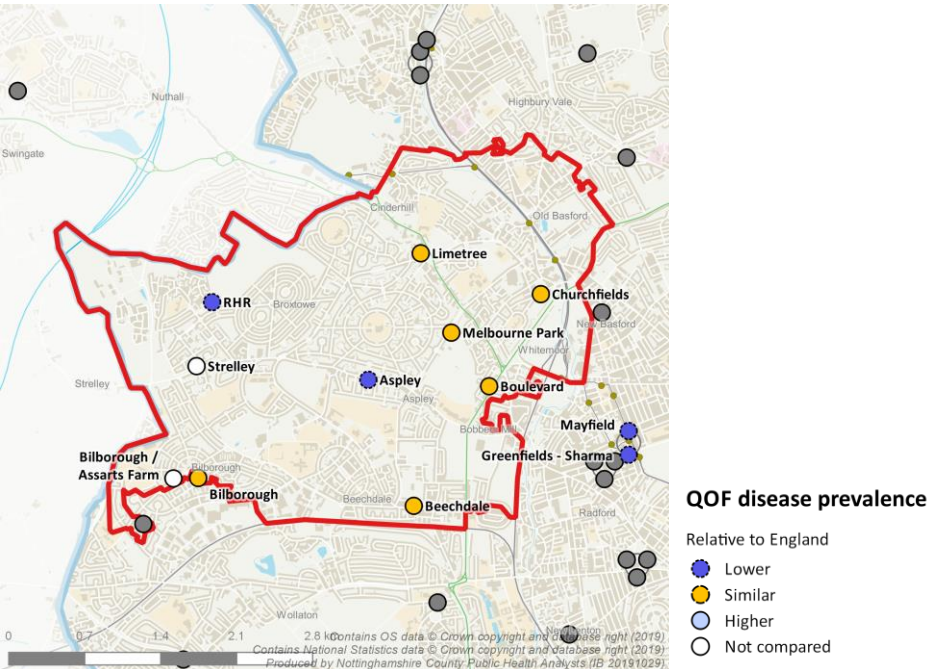 Nuthall
Highbury Vale
Swingate
Cinderhill
Old Basford
Limetree
Churchfields
RHR
Broxtowe
New Basford
Melbourne Park
Whitemoor
Strelley
Strelley
Aspley
Aspley
Boulevard
Mayfield
Bilborough /
Assarts Farm
Bilborough
Bilborough
Greenfields - Sharma
Beechdale
Beechdale
Radford
Wollaton
QOF disease prevalence
Relative to England
Lower
Similar
Higher
Not compared
0 0.7 1.4 2.1 2.8 km
Contains OS data © Crown copyright and database right (2019)
Contains National Statistics data © Crown copyright and database right (2019)
Produced by Nottinghamshire County Public Health Analysts (IB 20191029)